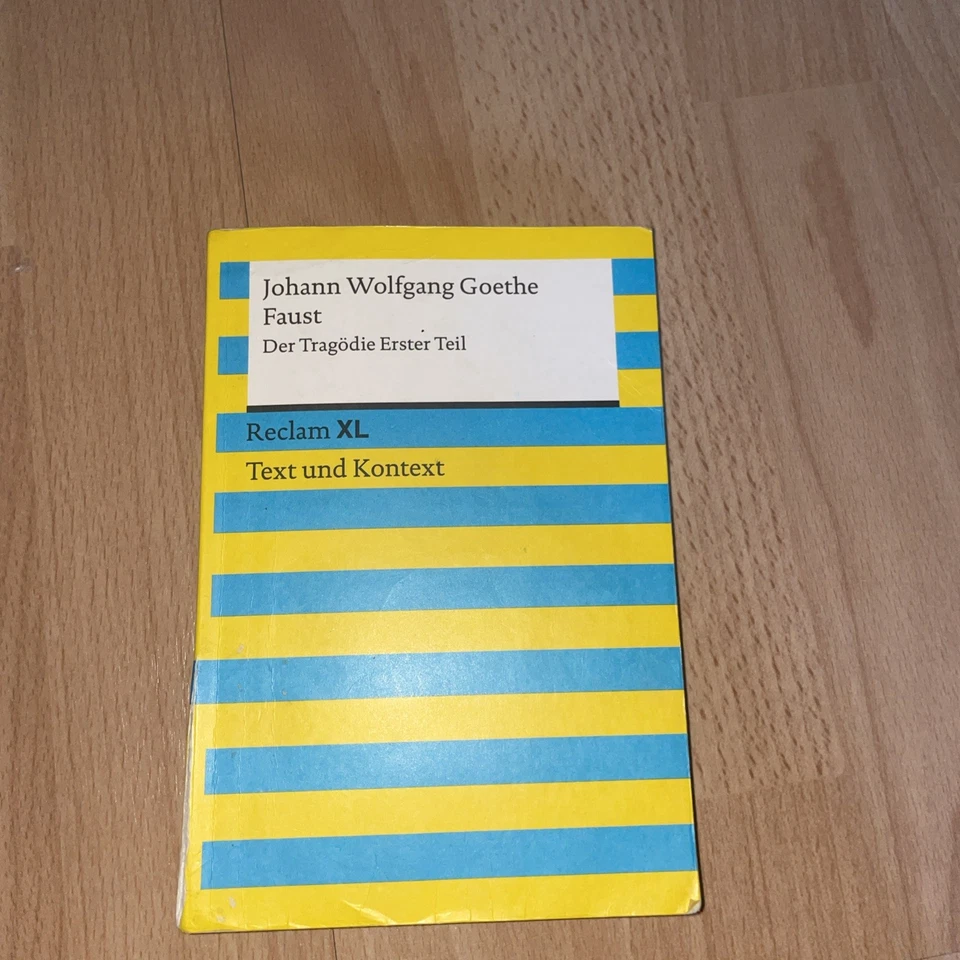 Johann Wolfgang Goethe
Faust
Der Tragödie Erster Teil
Reclam XL
Text und Kontext